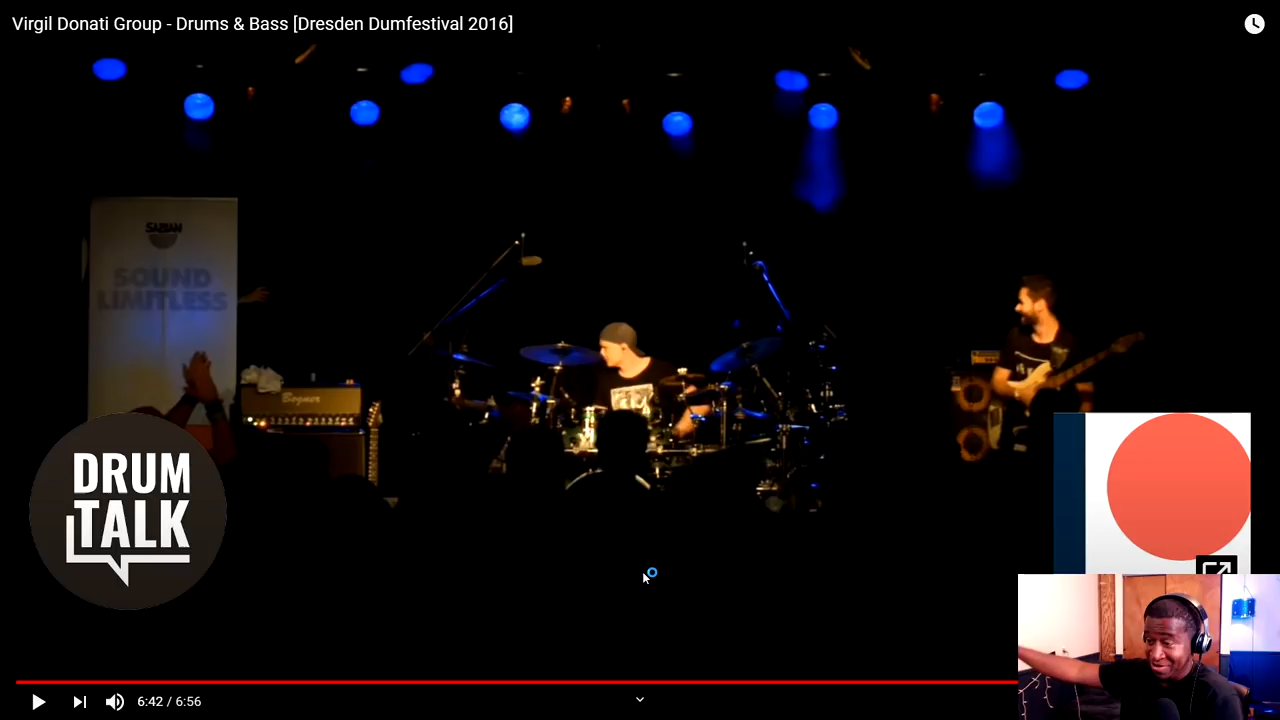 Virgil Donati Group - Drums & Bass [Dresden Dumfestival 2016]
SABIAN
SOUND
LIMITLESS
Bogner
DRUM
TALK
6:42 / 6:56